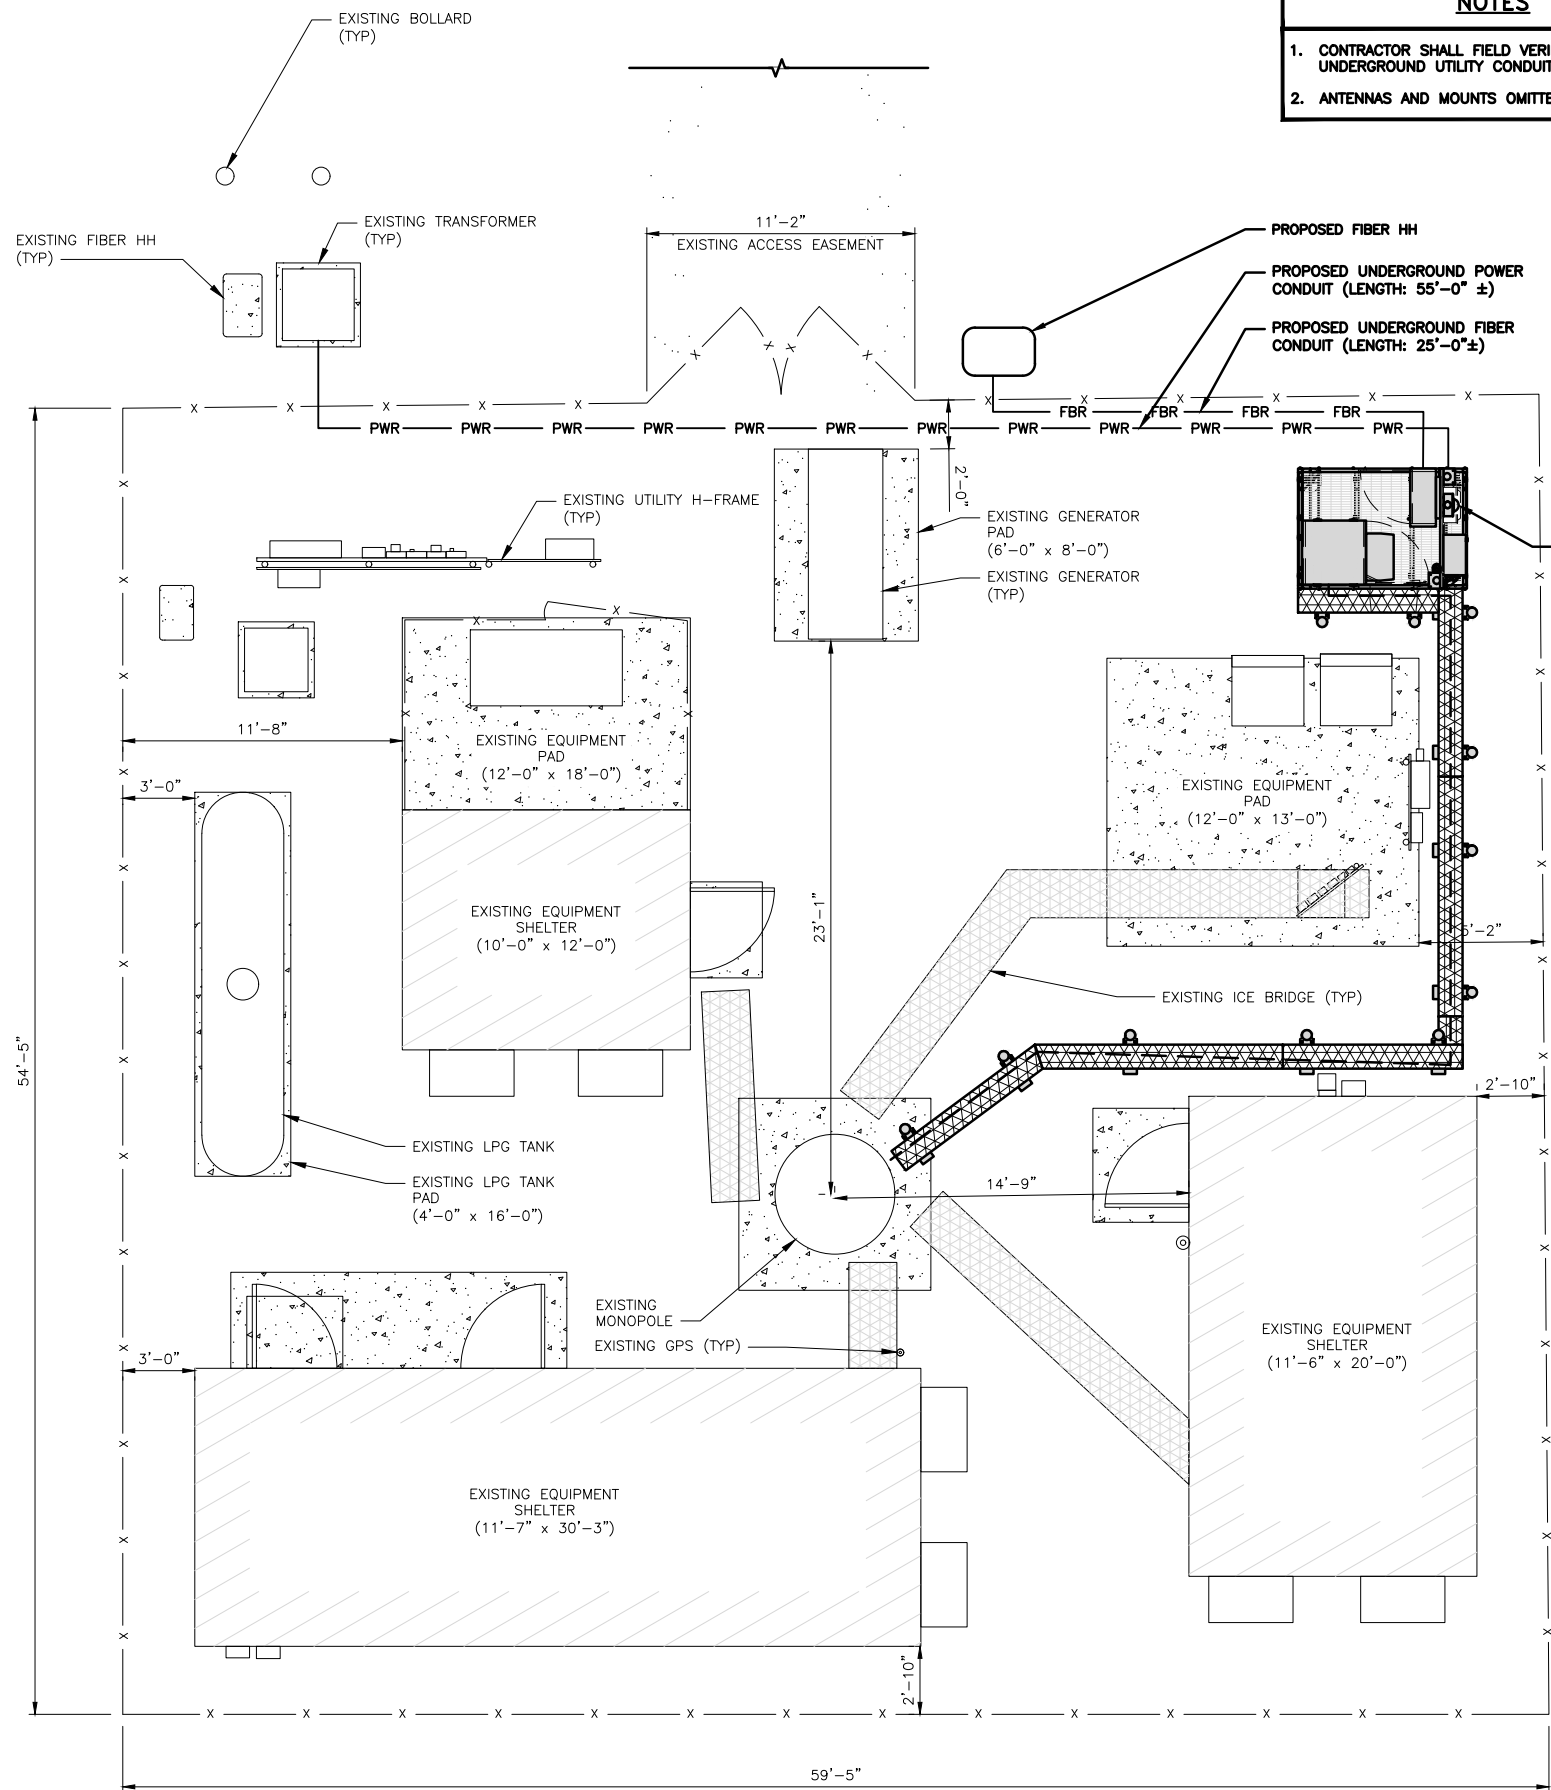 EXISTING BOLLARD
(TYP)
NOTES
1. CONTRACTOR SHALL FIELD
UNDERGROUND UTILITY
2. ANTENNAS AND MOUNTS
EXISTING FIBER HH
(TYP)
EXISTING TRANSFORMER
(TYP)
11'-2"
EXISTING ACCESS EASEMENT
PROPOSED FIBER HH
PROPOSED UNDERGROUND POWER
CONDUIT (LENGTH: 55'-0" ±)
PROPOSED UNDERGROUND FIBER
CONDUIT (LENGTH: 25'-0"±)
X X X X X X X X X X X X X X
FBR FBR FBR FBR
PWR PWR PWR PWR PWR PWR PWR PWR PWR PWR PWR PWR
2'-0"
EXISTING UTILITY H-FRAME
(TYP)
EXISTING GENERATOR
PAD
(6'-0" x 8'-0")
EXISTING GENERATOR
(TYP)
11'-8"
EXISTING EQUIPMENT
PAD
(12'-0" x 18'-0")
3'-0"
EXISTING EQUIPMENT
PAD
(12'-0" x 13'-0")
EXISTING EQUIPMENT
SHELTER
(10'-0" x 12'-0")
23'-1"
'-2"
EXISTING ICE BRIDGE (TYP)
54'-5"
2'-10"
EXISTING LPG TANK
EXISTING LPG TANK
PAD
(4'-0" x 16'-0")
14'-9"
EXISTING
MONOPOLE
EXISTING GPS (TYP)
3'-0"
EXISTING EQUIPMENT
SHELTER
(11'-6" x 20'-0")
EXISTING EQUIPMENT
SHELTER
(11'-7" x 30'-3")
2'-10"
X X X X X X X X X X X X X X
59'-5"